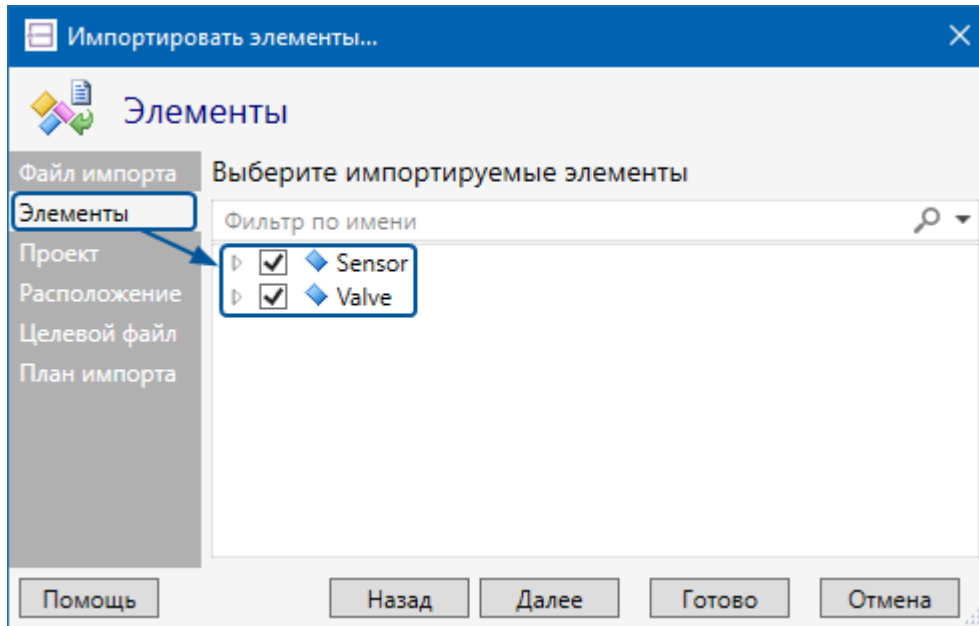 Импортировать элементы...
Элементы
Файл импорта
Элементы
Проект
Расположение
Целевой файл
План импорта
Выберите импортируемые элементы
Фильтр по имени
Sensor
Valve
Помощь
Назад
Далее
Готово
Отмена